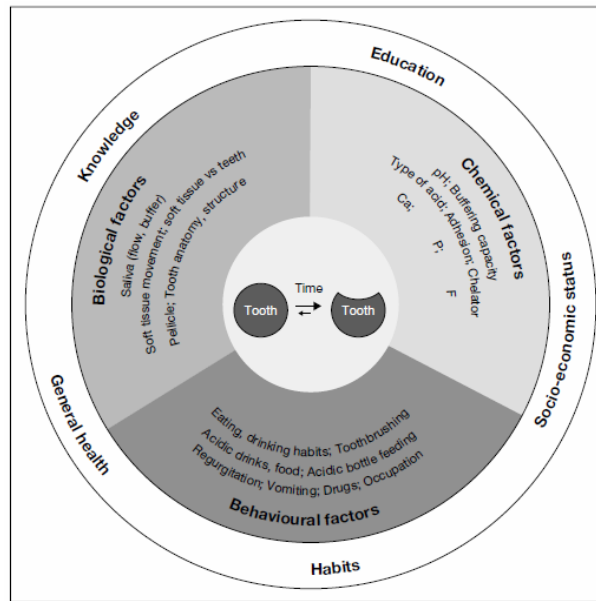 Education
Knowledge
Socio-economic status
General health
Habits
Biological factors
Saliva (flow, buffer)
Soft tissue movement; soft tissue vs teeth
Pellicle; Tooth anatomy, structure
Chemical factors
pH; Buffering capacity
Type of acid; Adhesion; Chelator
Ca; P; F
Time
Tooth
Tooth
Eating, drinking habits; Toothbrushing
Acidic drinks, food; Acidic bottle feeding
Regurgitation; Vomiting; Drugs; Occupation
Behavioural factors